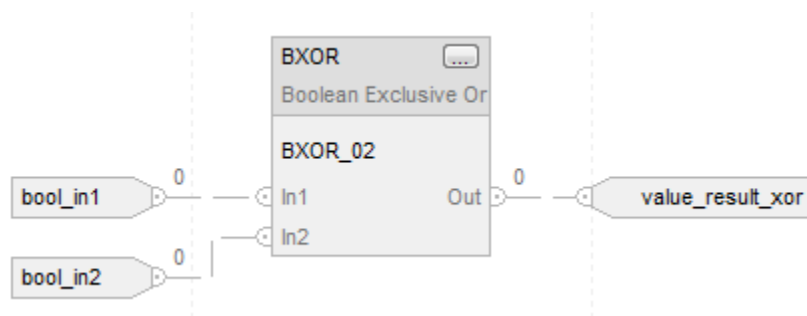 BXOR
...
Boolean Exclusive Or
BXOR_02
0
bool_in1
In1
Out
0
value_result_xor
In2
0
bool_in2